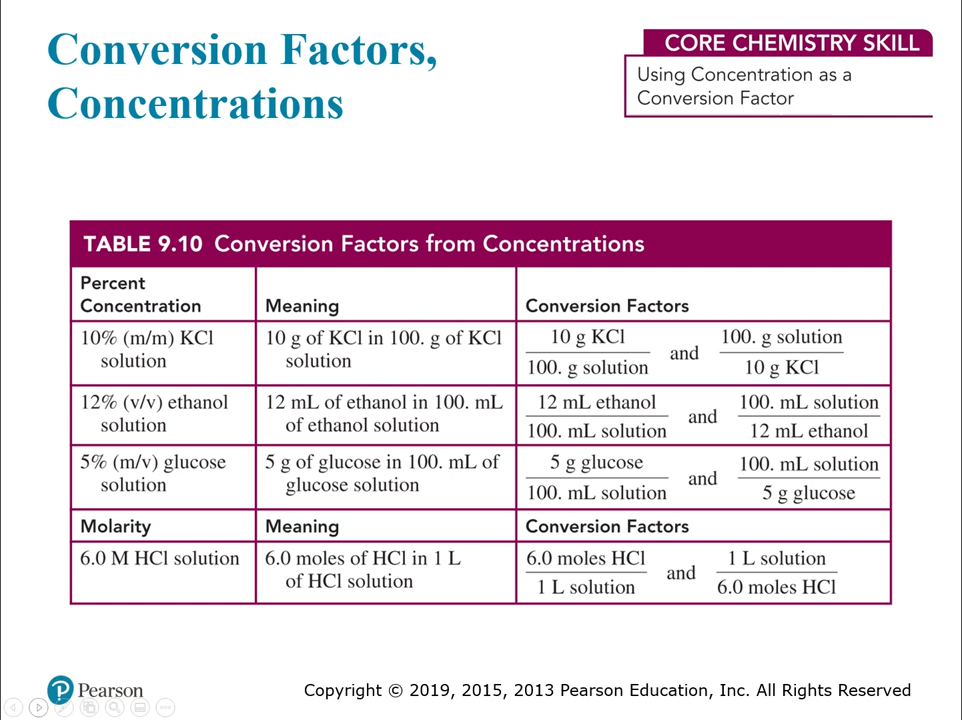 Conversion Factors,
Concentrations
CORE CHEMISTRY SKILL
Using Concentration as a
Conversion Factor
TABLE 9.10 Conversion Factors from Concentrations
Percent
Concentration
Meaning
Conversion Factors
10% (m/m) KCl
solution
10 g of KCl in 100. g of KCl
solution
10 g KCl
100. g solution
and
100. g solution
10 g KCl
12% (v/v) ethanol
solution
12 mL of ethanol in 100. mL
of ethanol solution
12 mL ethanol
100. mL solution
and
100. mL solution
12 mL ethanol
5% (m/v) glucose
solution
5 g of glucose in 100. mL of
glucose solution
5 g glucose
100. mL solution
and
100. mL solution
5 g glucose
Molarity
Meaning
Conversion Factors
6.0 M HCl solution
6.0 moles of HCl in 1 L
of HCl solution
6.0 moles HCl
1 L solution
and
1 L solution
6.0 moles HCl
P Pearson
Copyright © 2019, 2015, 2013 Pearson Education, Inc. All Rights Reserved